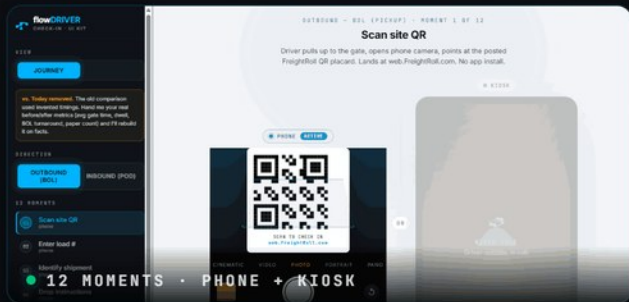 flowDRIVER
CHECK-IN · UI KIT
VIEW
JOURNEY
vs. Today removed. The old comparison
used invented timings. Hand me your real
before/after metrics (avg gate time, dwell,
BOL turnaround, paper count) and I'll rebuild
it on facts.
DIRECTION
OUTBOUND
(BOL)
INBOUND (POD)
12 MOMENTS
Scan site QR
phone
Enter load #
phone
Identify shipment
OUTBOUND — BOL (PICKUP) · MOMENT 1 OF 12
Scan site QR
Driver pulls up to the gate, opens phone camera, points at the posted
FreightRoll QR placard. Lands at web.FreightRoll.com. No app install.
KIOSK
PHONE ACTIVE
SCAN TO CHECK IN
web.FreightRoll.com
OR
CINEMATIC VIDEO PHOTO PORTRAIT PANO
12 MOMENTS · PHONE + KIOSK